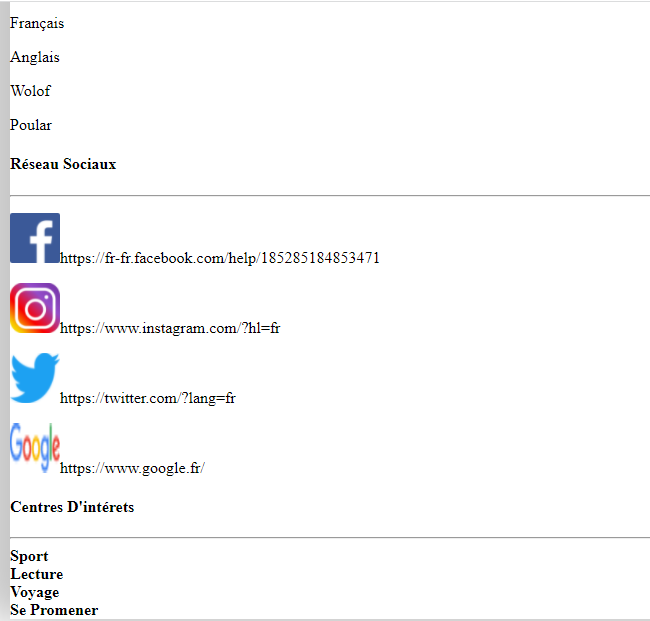 Français
Anglais
Wolof
Poular
Réseau Sociaux
f https://fr-fr.facebook.com/help/185285184853471
https://www.instagram.com/?hl=fr
https://twitter.com/?lang=fr
Google https://www.google.fr/
Centres D'intérets
Sport
Lecture
Voyage
Se Promener